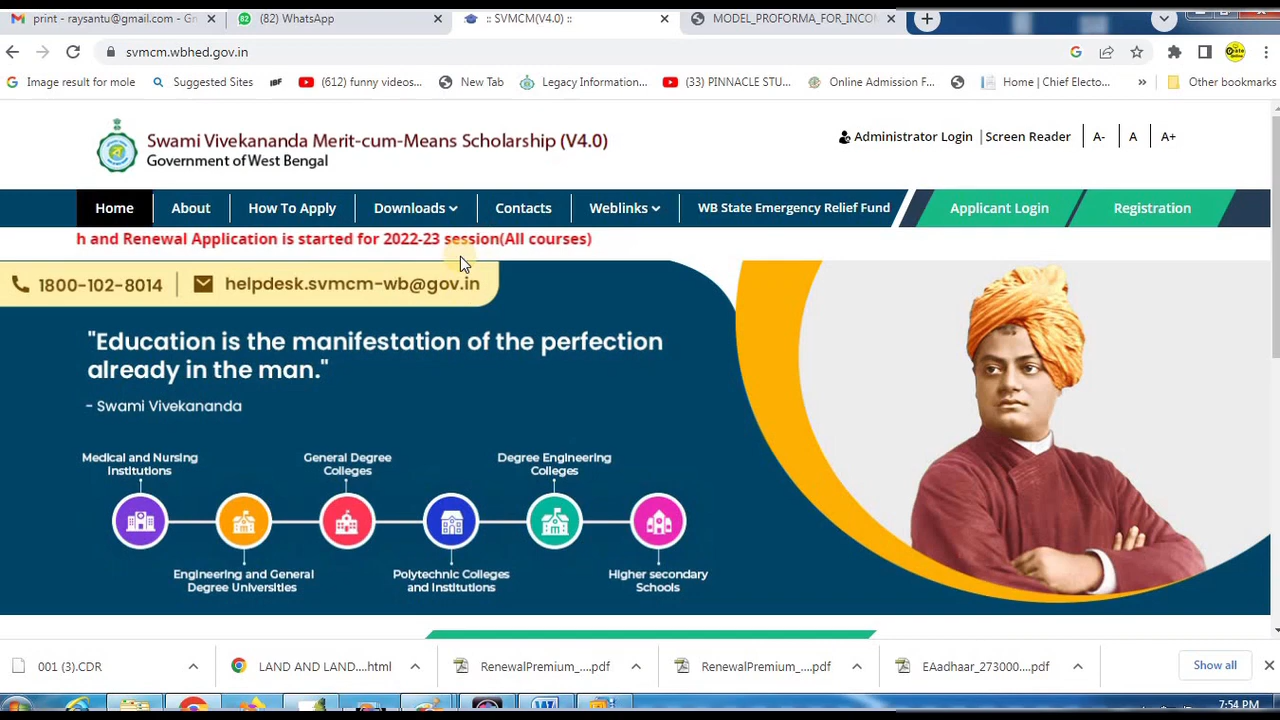 print - raysantu@gmail.com - Gn
(82) WhatsApp
:: SVMCM(V4.0) ::
MODEL_PROFORMA_FOR_INCOM
svmcm.wbhed.gov.in
Image result for mole
Suggested Sites
(612) funny videos...
New Tab
Legacy Information...
(33) PINNACLE STU...
Online Admission F...
Home | Chief Electo...
»
Other bookmarks
Swami Vivekananda Merit-cum-Means Scholarship (V4.0)
Government of West Bengal
Administrator Login | Screen Reader
A-
A
A+
Home
About
How To Apply
Downloads
Contacts
Weblinks
WB State Emergency Relief Fund
Applicant Login
Registration
h and Renewal Application is started for 2022-23 session(All courses)
1800-102-8014
helpdesk.svmcm-wb@gov.in
"Education is the manifestation of the perfection
already in the man."
- Swami Vivekananda
Medical and Nursing
Institutions
General Degree
Colleges
Degree Engineering
Colleges
Engineering and General
Degree Universities
Polytechnic Colleges
and Institutions
Higher secondary
Schools
001 (3).CDR
LAND AND LAND....html
RenewalPremium_....pdf
RenewalPremium_....pdf
EAadhaar_273000....pdf
Show all
7:54 PM